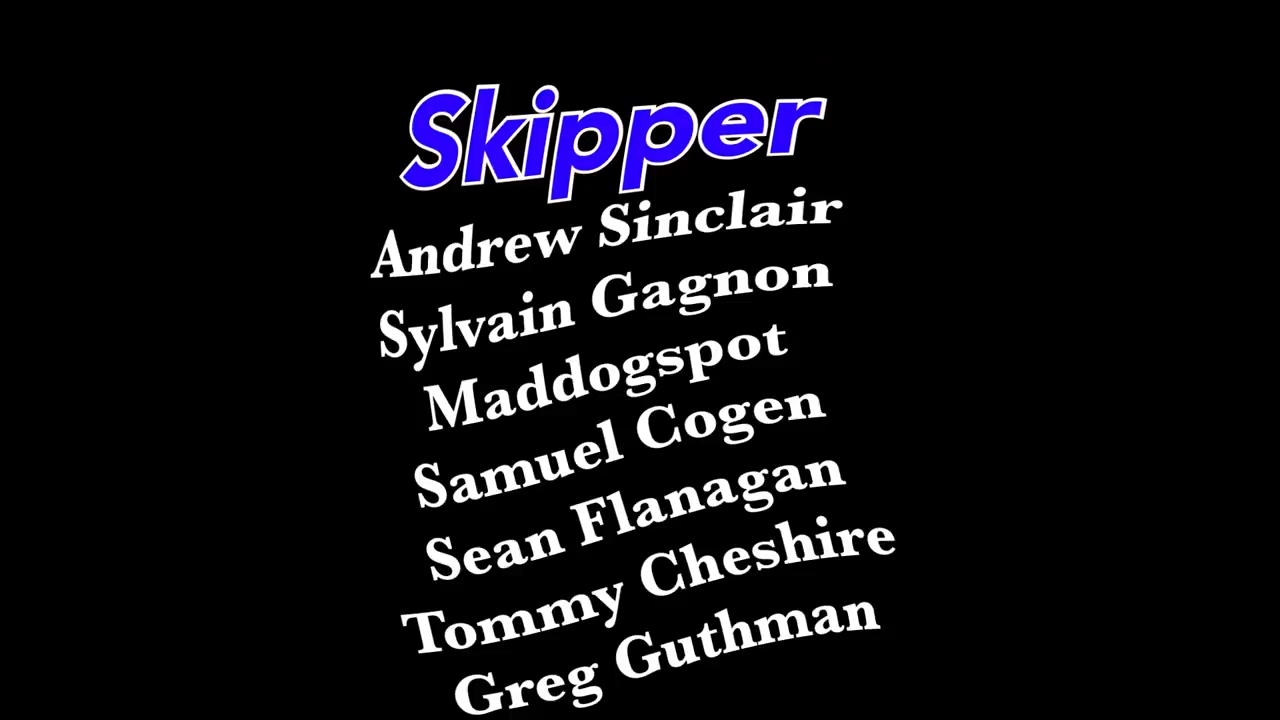 Skipper
Andrew Sinclair
Sylvain Gagnon
Maddogspot
Samuel Cogen
Sean Flanagan
Tommy Cheshire
Greg Guthman